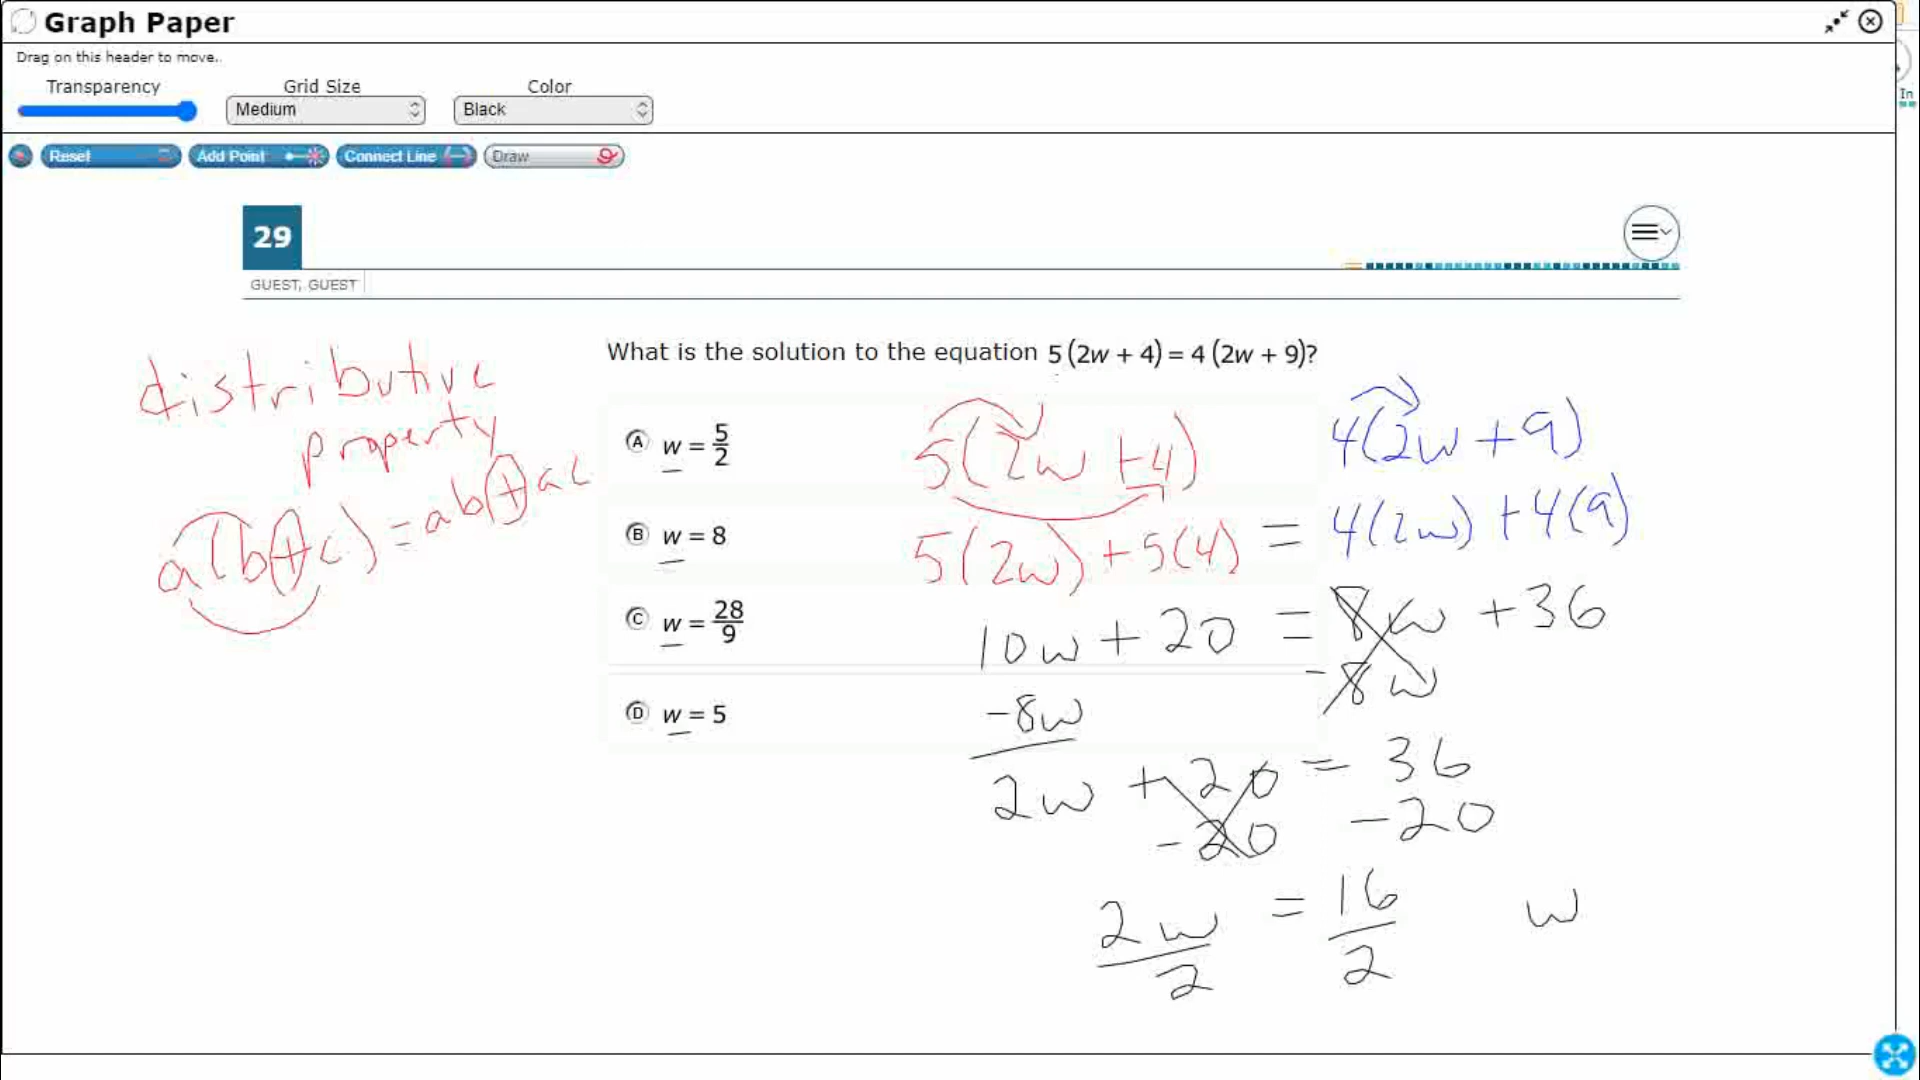 Graph Paper
Drag on this header to move..
Transparency Grid Size Color
Medium Black
Reset Add Point Connect Line Draw
In
29
GUEST, GUEST
What is the solution to the equation 5(2w + 4) = 4(2w + 9)?
A w = 5/2
B w = 8
C w = 28/9
D w = 5
distributive
property
a(b+c) = ab + ac
5(2w + 4) 4(2w + 9)
5(2w) + 5(4) = 4(2w) + 4(9)
10w + 20 = 8w + 36
-8w -8w
2w + 20 = 36
-20 -20
2w/2 = 16/2 w